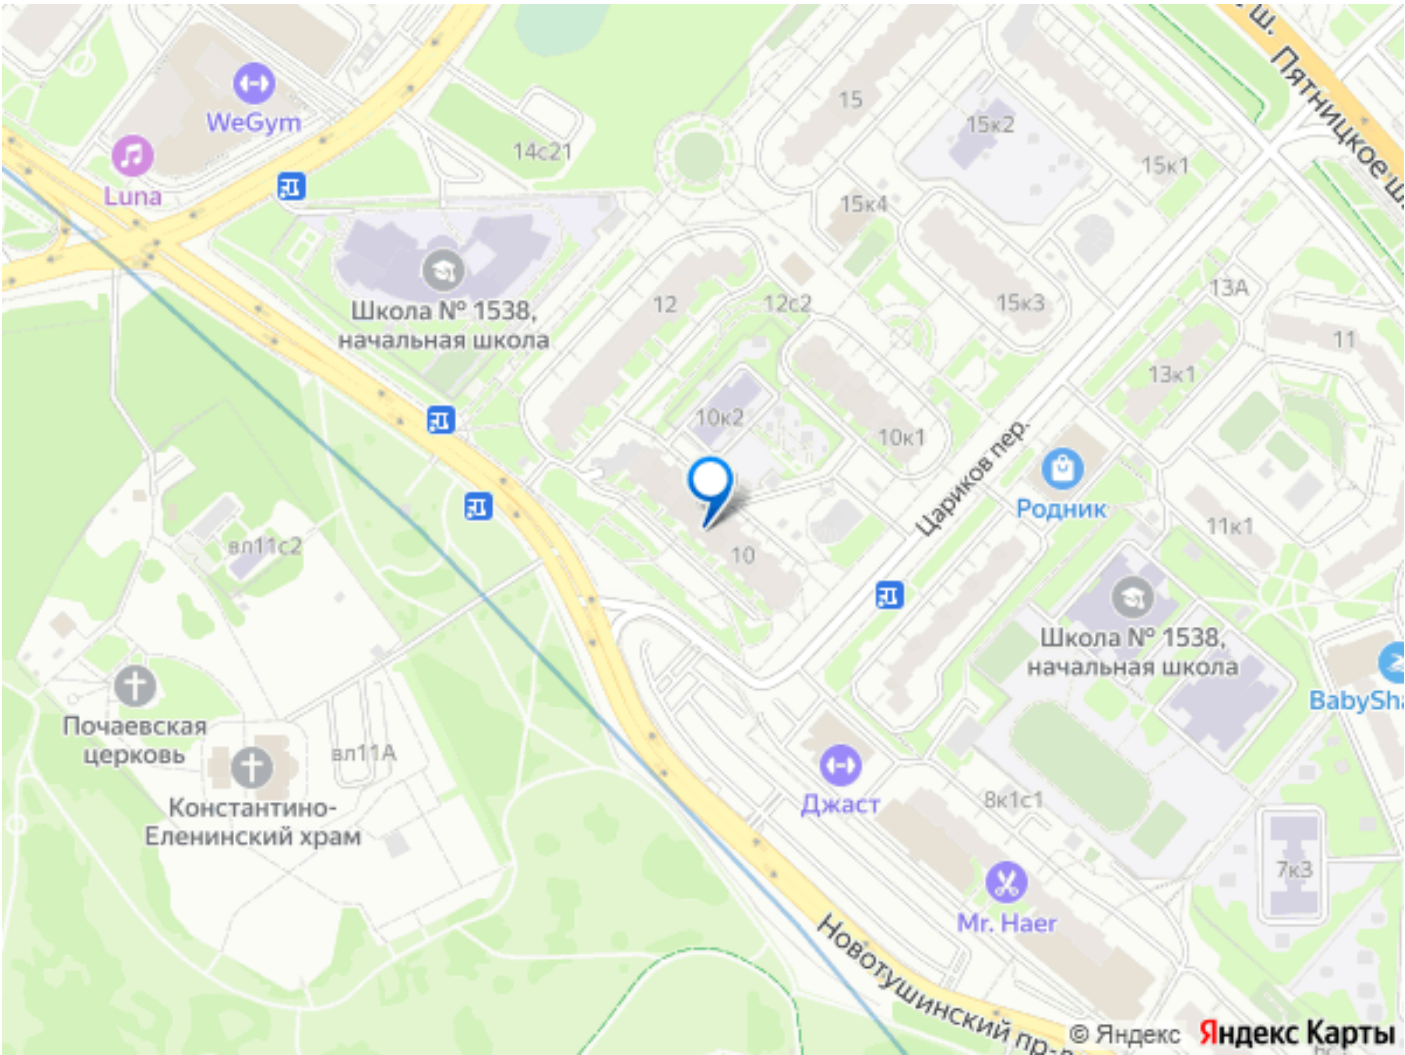 ш.
Пятницкое ш.
WeGym
Luna
14с21
15
15к2
15к1
15к4
Школа № 1538,
начальная школа
12
12с2
15к3
13А
11
13к1
10к2
10к1
Цариков пер.
Родник
11к1
вл11с2
10
Школа № 1538,
начальная школа
BabySha
Почаевская
церковь
вл11А
Константино-
Еленинский храм
Джаст
8к1с1
7к3
Mr. Haer
Новотушинский пр-д
© Яндекс
Яндекс Карты